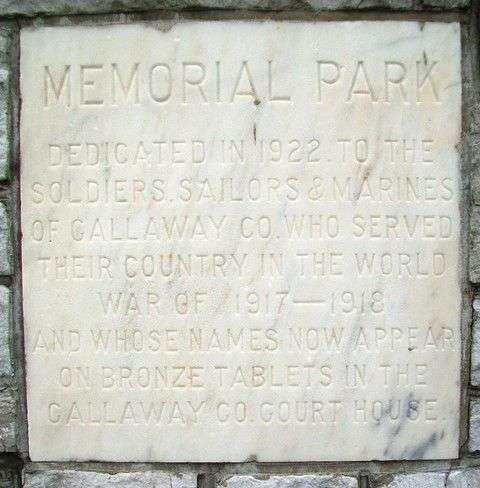 MEMORIAL PARK
DEDICATED IN 1922. TO THE
SOLDIERS, SAILORS & MARINES
OF CALLAWAY CO. WHO SERVED
THEIR COUNTRY IN THE WORLD
WAR OF 1917—1918
AND WHOSE NAMES NOW APPEAR
ON BRONZE TABLETS IN THE
CALLAWAY CO. COURT HOUSE.